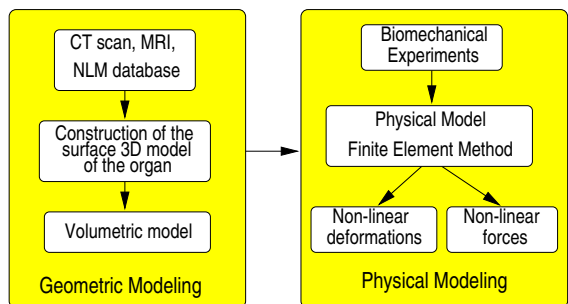 CT scan, MRI,
NLM database
Construction of the
surface 3D model
of the organ
Volumetric model
Geometric Modeling
Biomechanical
Experiments
Physical Model
Finite Element Method
Non-linear
deformations
Non-linear
forces
Physical Modeling